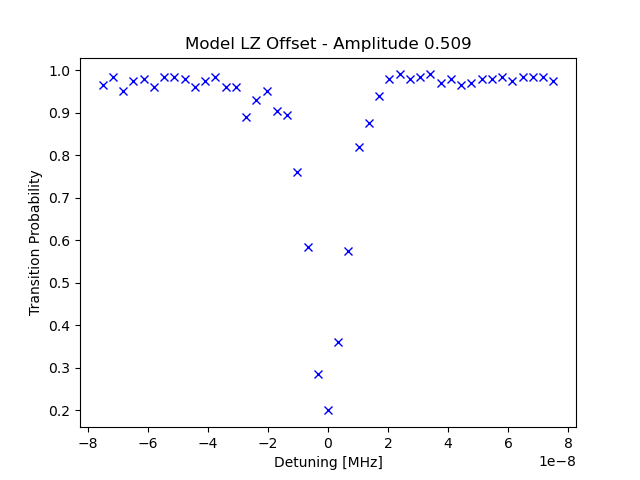 Model LZ Offset - Amplitude 0.509
1.0
0.9
0.8
0.7
0.6
0.5
0.4
0.3
0.2
Transition Probability
−8 −6 −4 −2 0 2 4 6 8
1e−8
Detuning [MHz]